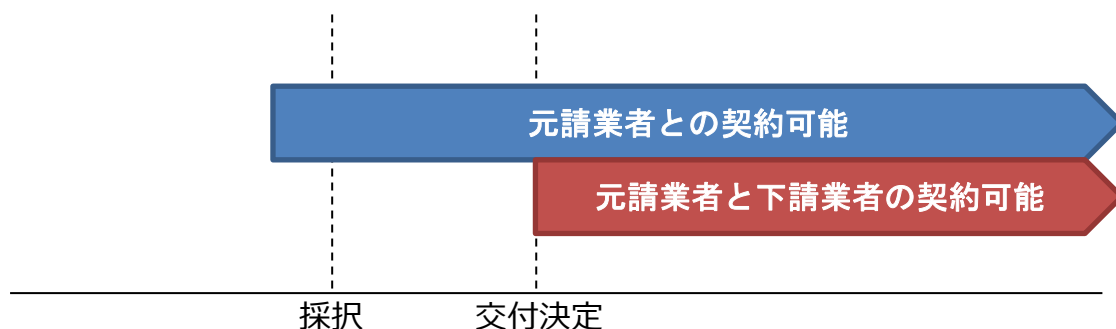 元請業者との契約可能
元請業者と下請業者の契約可能
採択 交付決定